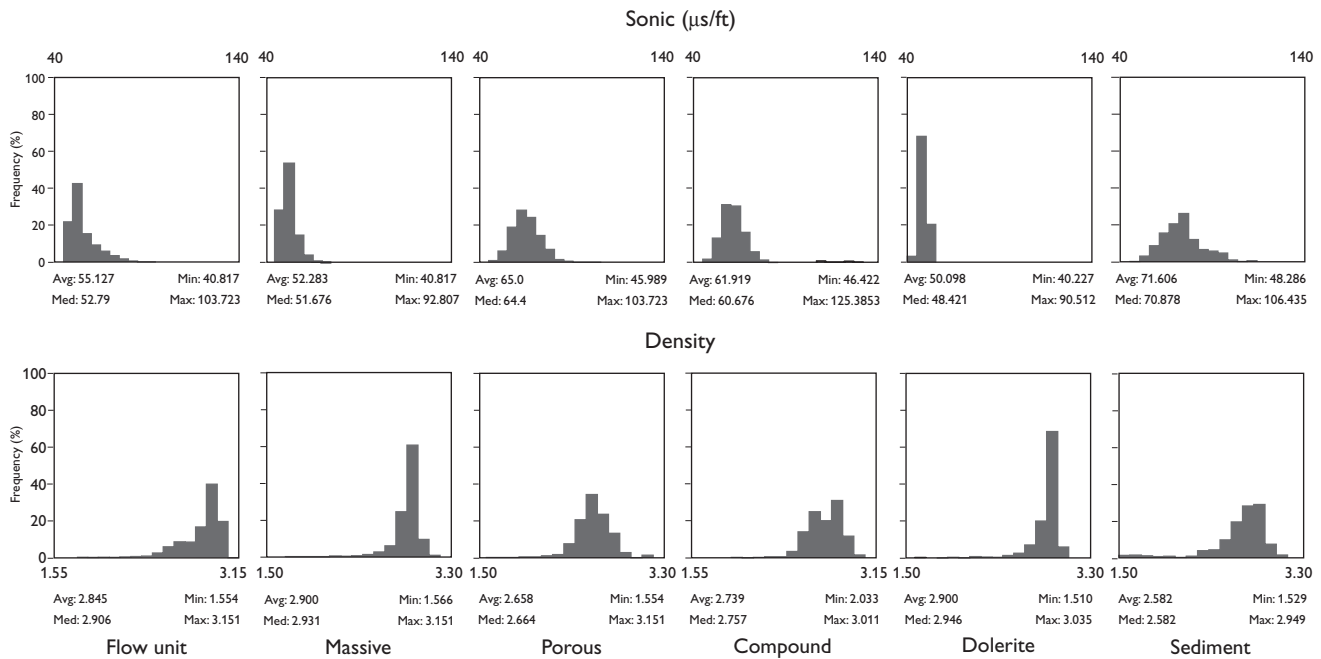 Sonic (μs/ft)
40 140 40 140 40 140 40 140 40 140 40 140
100
80
60
40
20
0
Frequency (%)
Avg: 55.127 Min: 40.817 Avg: 52.283 Min: 40.817 Avg: 65.0 Min: 45.989 Avg: 61.919 Min: 46.422 Avg: 50.098 Min: 40.227 Avg: 71.606 Min: 48.286
Med: 52.79 Max: 103.723 Med: 51.676 Max: 92.807 Med: 64.4 Max: 103.723 Med: 60.676 Max: 125.3853 Med: 48.421 Max: 90.512 Med: 70.878 Max: 106.435
Density
100
80
60
40
20
0
Frequency (%)
1.55 3.15 1.50 3.30 1.50 3.30 1.55 3.15 1.50 3.30 1.50 3.30
Avg: 2.845 Min: 1.554 Avg: 2.900 Min: 1.566 Avg: 2.658 Min: 1.554 Avg: 2.739 Min: 2.033 Avg: 2.900 Min: 1.510 Avg: 2.582 Min: 1.529
Med: 2.906 Max: 3.151 Med: 2.931 Max: 3.151 Med: 2.664 Max: 3.151 Med: 2.757 Max: 3.011 Med: 2.946 Max: 3.035 Med: 2.582 Max: 2.949
Flow unit Massive Porous Compound Dolerite Sediment